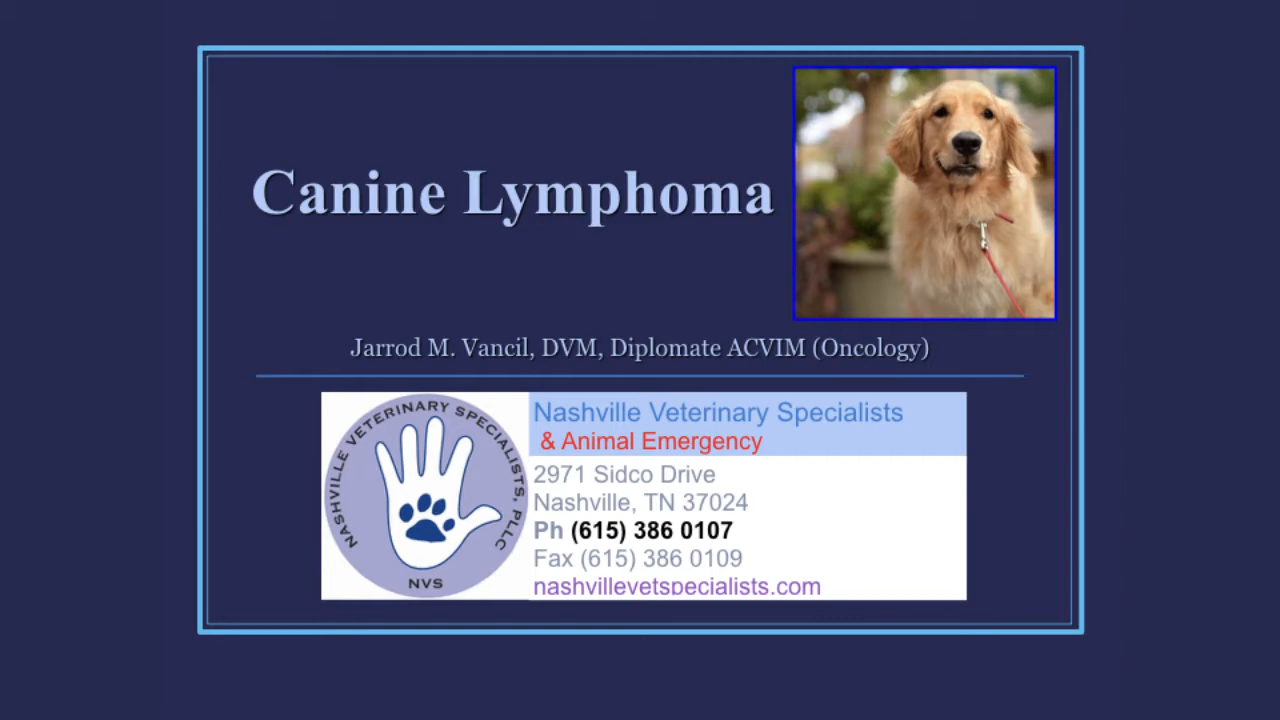 Canine Lymphoma
Jarrod M. Vancil, DVM, Diplomate ACVIM (Oncology)
NASHVILLE VETERINARY SPECIALISTS, PLLC
NVS
Nashville Veterinary Specialists
& Animal Emergency
2971 Sidco Drive
Nashville, TN 37024
Ph (615) 386 0107
Fax (615) 386 0109
nashvillevetspecialists.com